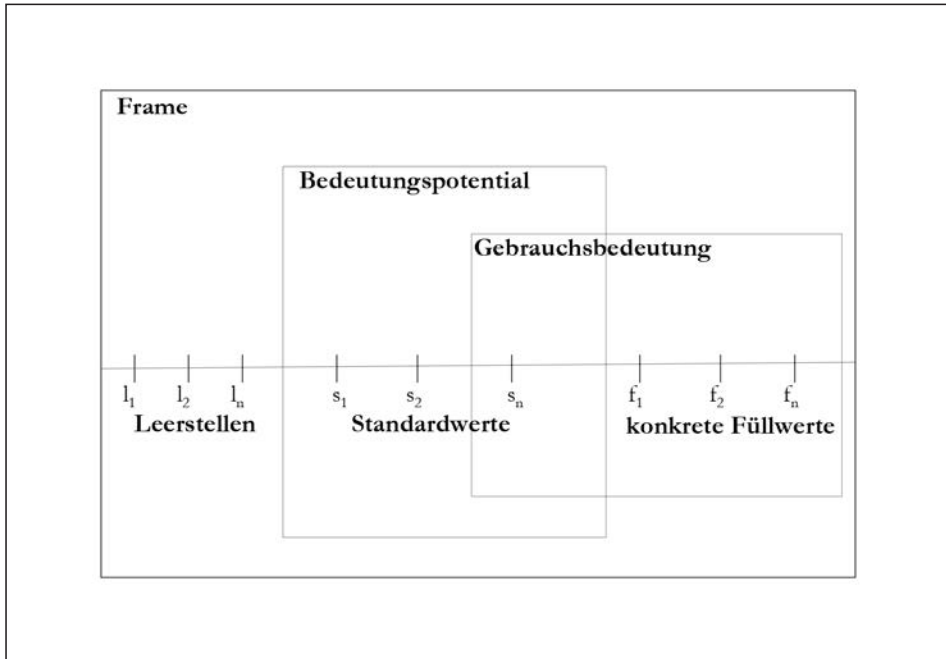 Frame
Bedeutungspotential
Gebrauchsbedeutung
l₁ l₂ lₙ s₁ s₂ sₙ f₁ f₂ fₙ
Leerstellen Standardwerte konkrete Füllwerte